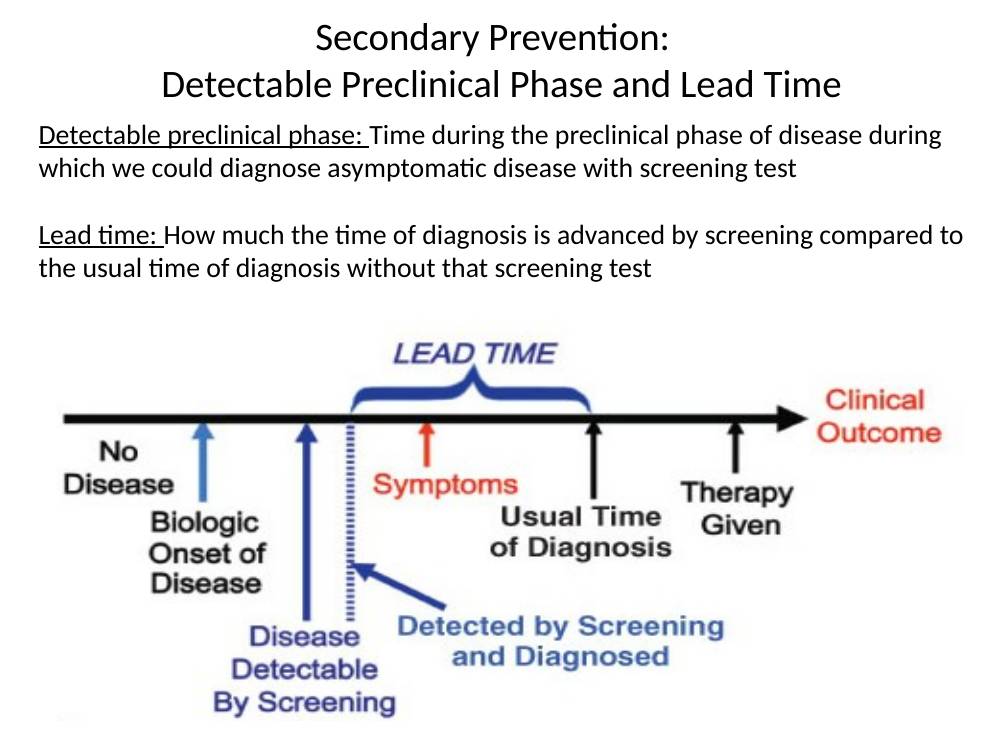 Secondary Prevention:
Detectable Preclinical Phase and Lead Time
Detectable preclinical phase: Time during the preclinical phase of disease during
which we could diagnose asymptomatic disease with screening test
Lead time: How much the time of diagnosis is advanced by screening compared to
the usual time of diagnosis without that screening test
LEAD TIME
Clinical
Outcome
No
Disease
Symptoms
Therapy
Given
Biologic
Onset of
Disease
Usual Time
of Diagnosis
Detected by Screening
and Diagnosed
Disease
Detectable
By Screening